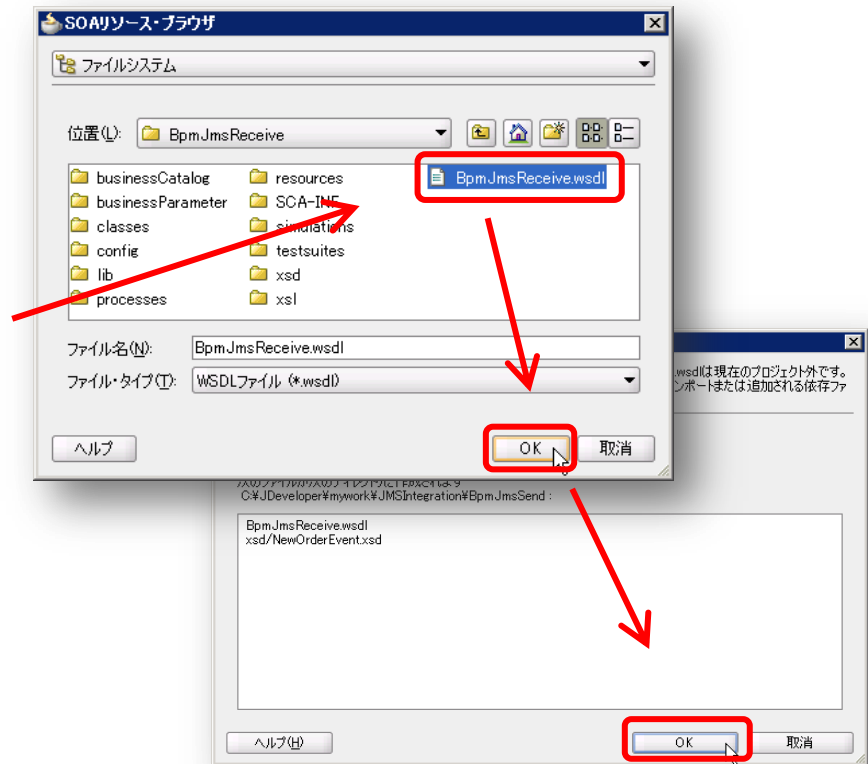 SOAリソース・ブラウザ
ファイルシステム
位置(L): BpmJmsReceive
businessCatalog
businessParameter
classes
config
lib
processes
resources
SCA-INF
simulations
testsuites
xsd
xsl
BpmJmsReceive.wsdl
ファイル名(N): BpmJmsReceive.wsdl
ファイル・タイプ(T): WSDLファイル (*.wsdl)
ヘルプ OK 取消
.wsdlは現在のプロジェクト外です。
ンポートまたは追加される依存ファ
C:¥JDeveloper¥mywork¥JMSIntegration¥BpmJmsSend :
BpmJmsReceive.wsdl
xsd/NewOrderEvent.xsd
ヘルプ(H) OK 取消